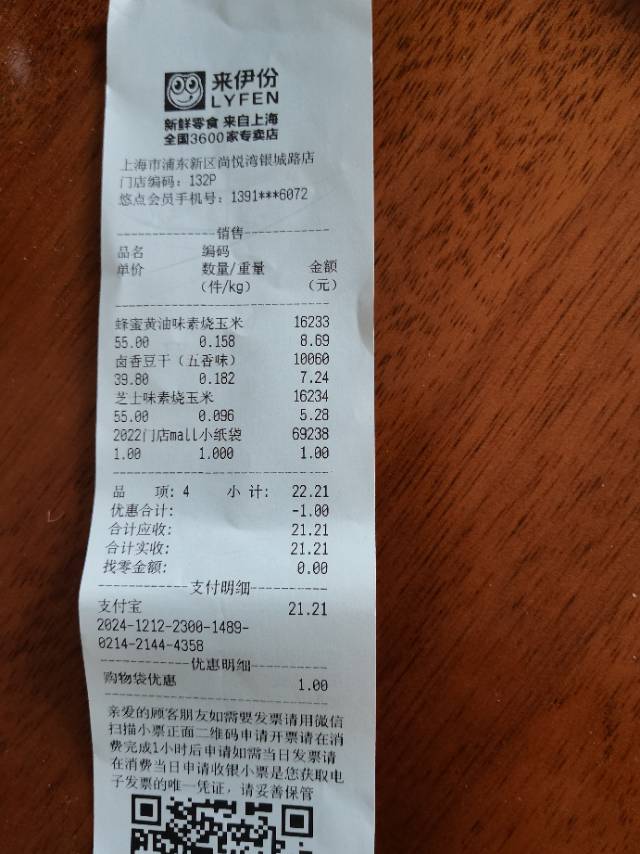 来伊份
LYFEN
新鲜零食 来自上海
全国3600家专卖店
上海市浦东新区尚悦湾银城路店
门店编码：132P
悠点会员手机号：1391***6072
------------销售------------
品名 编码
单价 数量/重量 金额
(件/kg) (元)
蜂蜜黄油味素烧玉米 16233
55.00 0.158 8.69
卤香豆干（五香味） 10060
39.80 0.182 7.24
芝士味素烧玉米 16234
55.00 0.096 5.28
2022门店mall小纸袋 69238
1.00 1.000 1.00
品 项: 4 小 计: 22.21
优惠合计: -1.00
合计应收: 21.21
合计实收: 21.21
找零金额: 0.00
------------支付明细------------
支付宝 21.21
2024-1212-2300-1489-
0214-2144-4358
------------优惠明细------------
购物袋优惠 1.00
亲爱的顾客朋友如需要发票请用微信
扫描小票正面二维码申请开票请在消
费完成1小时后申请如需当日发票请
在消费当日申请收银小票是您获取电
子发票的唯一凭证，请妥善保管